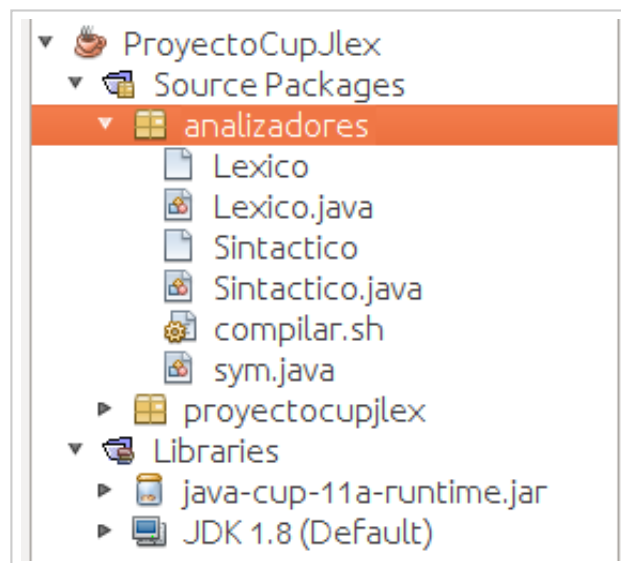 ProyectoCupJlex
Source Packages
analizadores
Lexico
Lexico.java
Sintactico
Sintactico.java
compilar.sh
sym.java
proyectocupjlex
Libraries
java-cup-11a-runtime.jar
JDK 1.8 (Default)